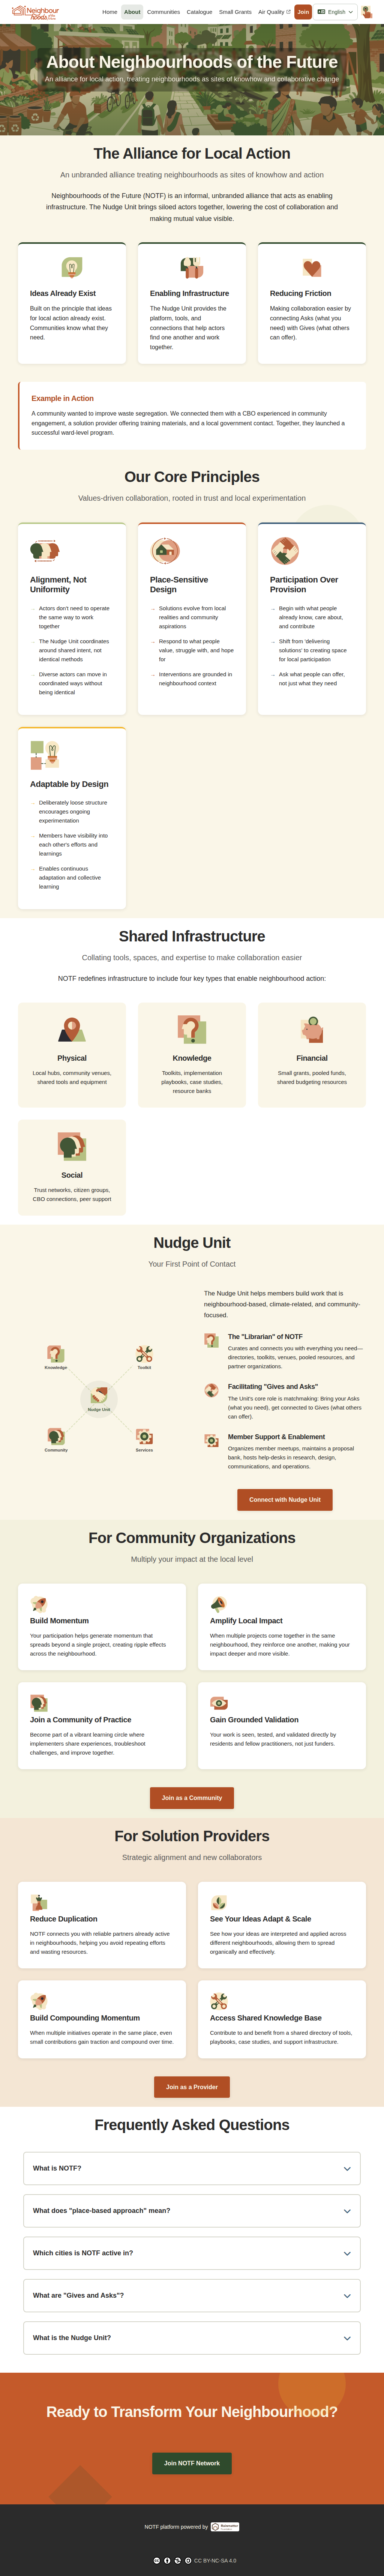 Neighbour
hoods
Home
About
Communities
Catalogue
Small Grants
Air Quality
Join
English
About Neighbourhoods of the Future
An alliance for local action, treating neighbourhoods as sites of knowhow and collaborative change
The Alliance for Local Action
An unbranded alliance treating neighbourhoods as sites of knowhow and action
Neighbourhoods of the Future (NOTF) is an informal, unbranded alliance that acts as enabling
infrastructure. The Nudge Unit brings siloed actors together, lowering the cost of collaboration and
making mutual value visible.
Ideas Already Exist
Built on the principle that ideas
for local action already exist.
Communities know what they
need.
Enabling Infrastructure
The Nudge Unit provides the
platform, tools, and
connections that help actors
find one another and work
together.
Reducing Friction
Making collaboration easier by
connecting Asks (what you
need) with Gives (what others
can offer).
Example in Action
A community wanted to improve waste segregation. We connected them with a CBO experienced in community
engagement, a solution provider offering training materials, and a local government contact. Together, they launched a
successful ward-level program.
Our Core Principles
Values-driven collaboration, rooted in trust and local experimentation
Alignment, Not
Uniformity
→ Actors don't need to operate
the same way to work
together
→ The Nudge Unit coordinates
around shared intent, not
identical methods
→ Diverse actors can move in
coordinated ways without
being identical
Place-Sensitive
Design
→ Solutions evolve from local
realities and community
aspirations
→ Respond to what people
value, struggle with, and hope
for
→ Interventions are grounded in
neighbourhood context
Participation Over
Provision
→ Begin with what people
already know, care about,
and contribute
→ Shift from 'delivering
solutions' to creating space
for local participation
→ Ask what people can offer,
not just what they need
Adaptable by Design
→ Deliberately loose structure
encourages ongoing
experimentation
→ Members have visibility into
each other's efforts and
learnings
→ Enables continuous
adaptation and collective
learning
Shared Infrastructure
Collating tools, spaces, and expertise to make collaboration easier
NOTF redefines infrastructure to include four key types that enable neighbourhood action:
Physical
Local hubs, community venues,
shared tools and equipment
Knowledge
Toolkits, implementation
playbooks, case studies,
resource banks
Financial
Small grants, pooled funds,
shared budgeting resources
Social
Trust networks, citizen groups,
CBO connections, peer support
Nudge Unit
Your First Point of Contact
Knowledge
Toolkit
Nudge Unit
Community
Services
The Nudge Unit helps members build work that is
neighbourhood-based, climate-related, and community-
focused.
The "Librarian" of NOTF
Curates and connects you with everything you need—
directories, toolkits, venues, pooled resources, and
partner organizations.
Facilitating "Gives and Asks"
The Unit's core role is matchmaking: Bring your Asks
(what you need), get connected to Gives (what others
can offer).
Member Support & Enablement
Organizes member meetups, maintains a proposal
bank, hosts help-desks in research, design,
communications, and operations.
Connect with Nudge Unit
For Community Organizations
Multiply your impact at the local level
Build Momentum
Your participation helps generate momentum that
spreads beyond a single project, creating ripple effects
across the neighbourhood.
Amplify Local Impact
When multiple projects come together in the same
neighbourhood, they reinforce one another, making your
impact deeper and more visible.
Join a Community of Practice
Become part of a vibrant learning circle where
implementers share experiences, troubleshoot
challenges, and improve together.
Gain Grounded Validation
Your work is seen, tested, and validated directly by
residents and fellow practitioners, not just funders.
Join as a Community
For Solution Providers
Strategic alignment and new collaborators
Reduce Duplication
NOTF connects you with reliable partners already active
in neighbourhoods, helping you avoid repeating efforts
and wasting resources.
See Your Ideas Adapt & Scale
See how your ideas are interpreted and applied across
different neighbourhoods, allowing them to spread
organically and effectively.
Build Compounding Momentum
When multiple initiatives operate in the same place, even
small contributions gain traction and compound over time.
Access Shared Knowledge Base
Contribute to and benefit from a shared directory of tools,
playbooks, case studies, and support infrastructure.
Join as a Provider
Frequently Asked Questions
What is NOTF?
What does "place-based approach" mean?
Which cities is NOTF active in?
What are "Gives and Asks"?
What is the Nudge Unit?
Ready to Transform Your Neighbourhood?
Join NOTF Network
NOTF platform powered by
CC BY-NC-SA 4.0